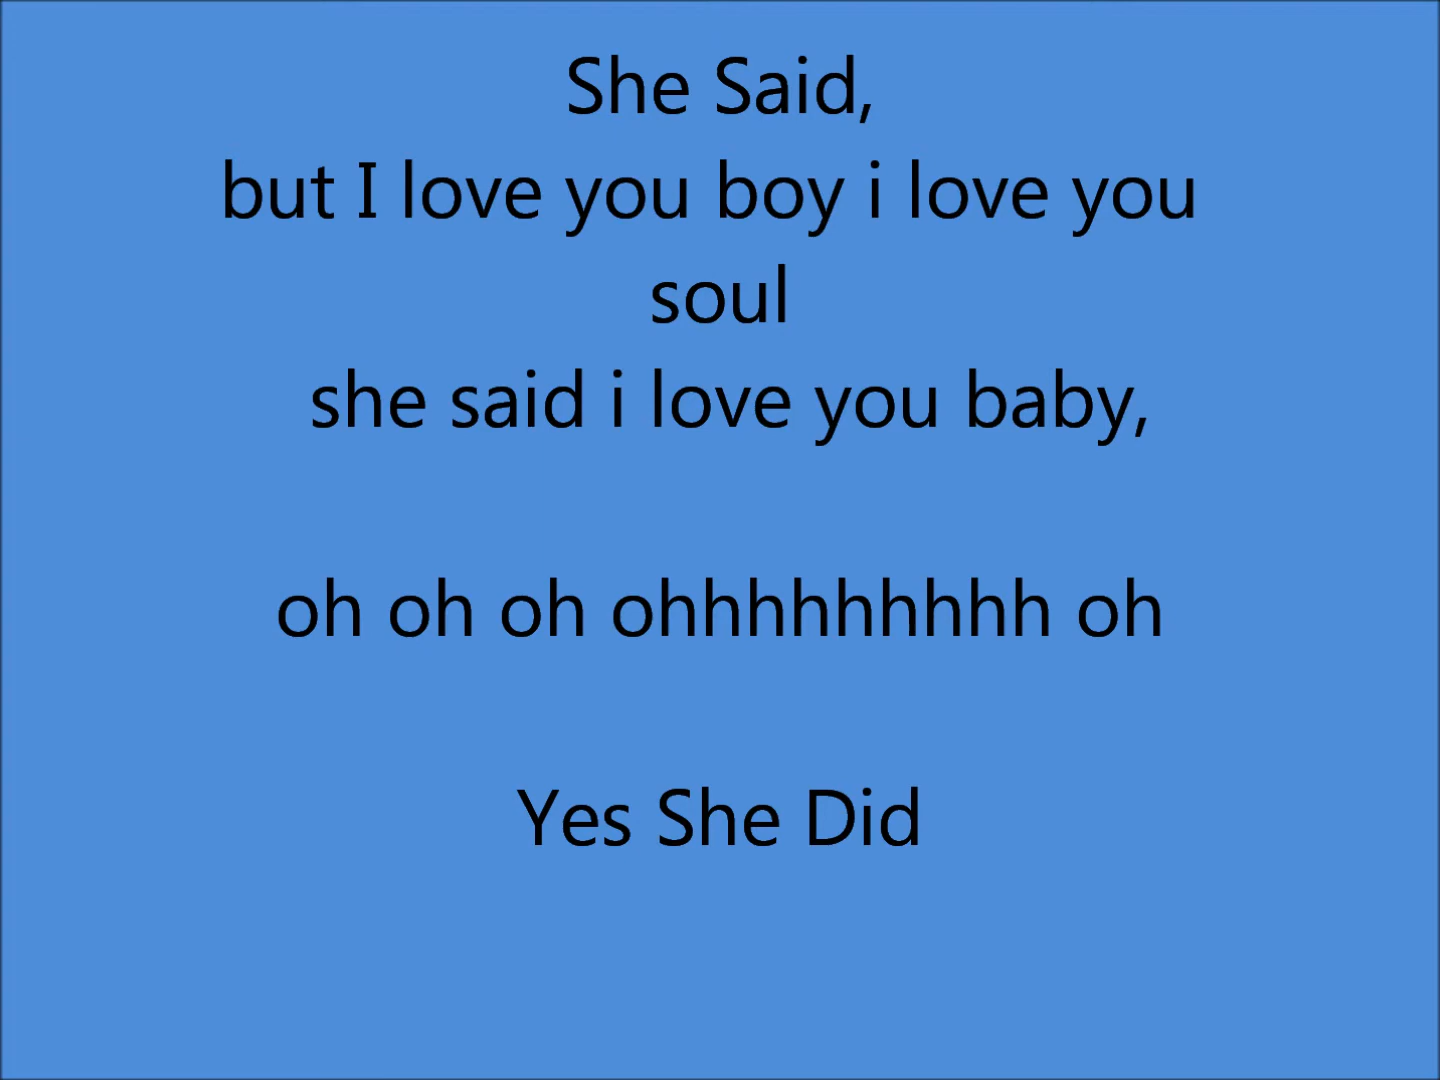 She Said,
but I love you boy i love you
soul
she said i love you baby,
oh oh oh ohhhhhhhhh oh
Yes She Did